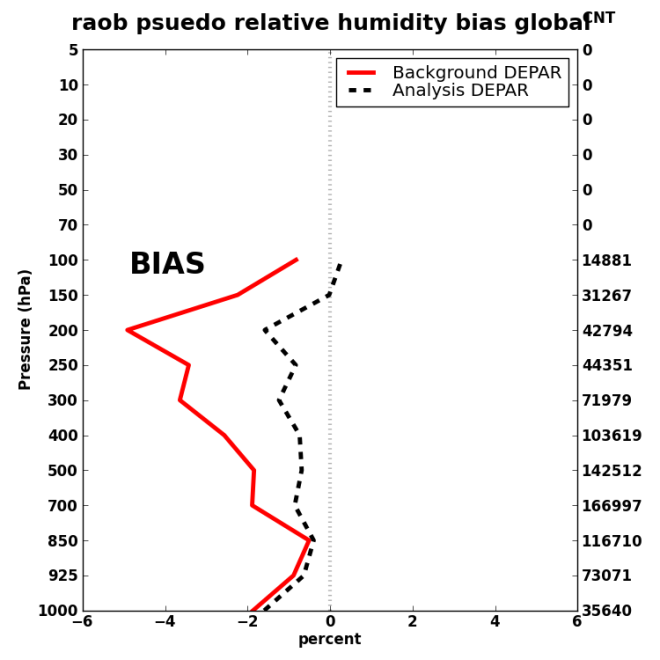 raob psuedo relative humidity bias global
CNT
Background DEPAR
Analysis DEPAR
BIAS
Pressure (hPa)
5 0
10 0
20 0
30 0
50 0
70 0
100 14881
150 31267
200 42794
250 44351
300 71979
400 103619
500 142512
700 166997
850 116710
925 73071
1000 35640
−6 −4 −2 0 2 4 6
percent